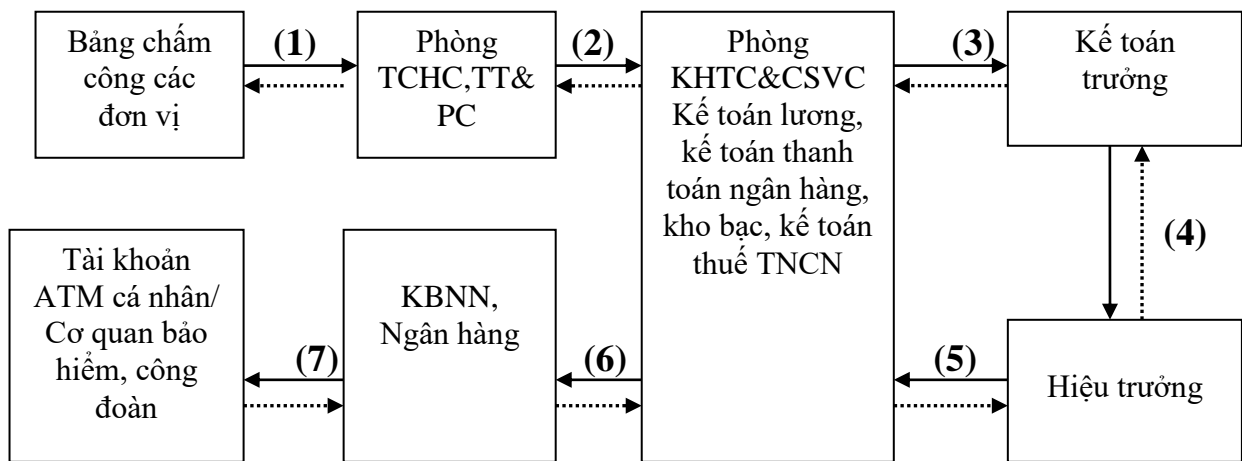 Bảng chấm
công các
đơn vị
(1)
Phòng
TCHC,TT&
PC
(2)
Phòng
KHTC&CSVC
Kế toán lương,
kế toán thanh
toán ngân hàng,
kho bạc, kế toán
thuế TNCN
(3)
Kế toán
trưởng
(4)
Hiệu trưởng
(5)
(6)
KBNN,
Ngân hàng
(7)
Tài khoản
ATM cá nhân/
Cơ quan bảo
hiểm, công
đoàn